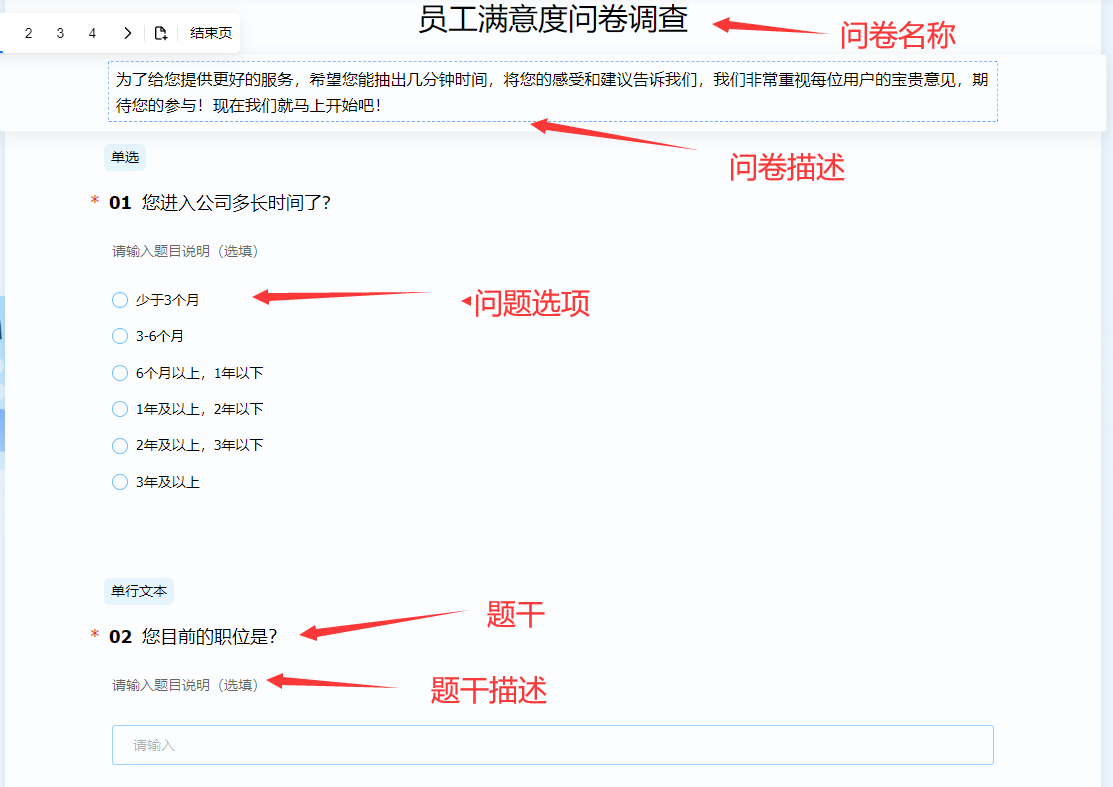 员工满意度问卷调查
问卷名称
2 3 4 结束页
为了给您提供更好的服务，希望您能抽出几分钟时间，将您的感受和建议告诉我们，我们非常重视每位用户的宝贵意见，期
待您的参与！现在我们就马上开始吧！
问卷描述
单选
* 01 您进入公司多长时间了?
请输入题目说明（选填）
少于3个月
问题选项
3-6个月
6个月以上，1年以下
1年及以上，2年以下
2年及以上，3年以下
3年及以上
单行文本
题干
* 02 您目前的职位是?
请输入题目说明（选填）
题干描述
请输入